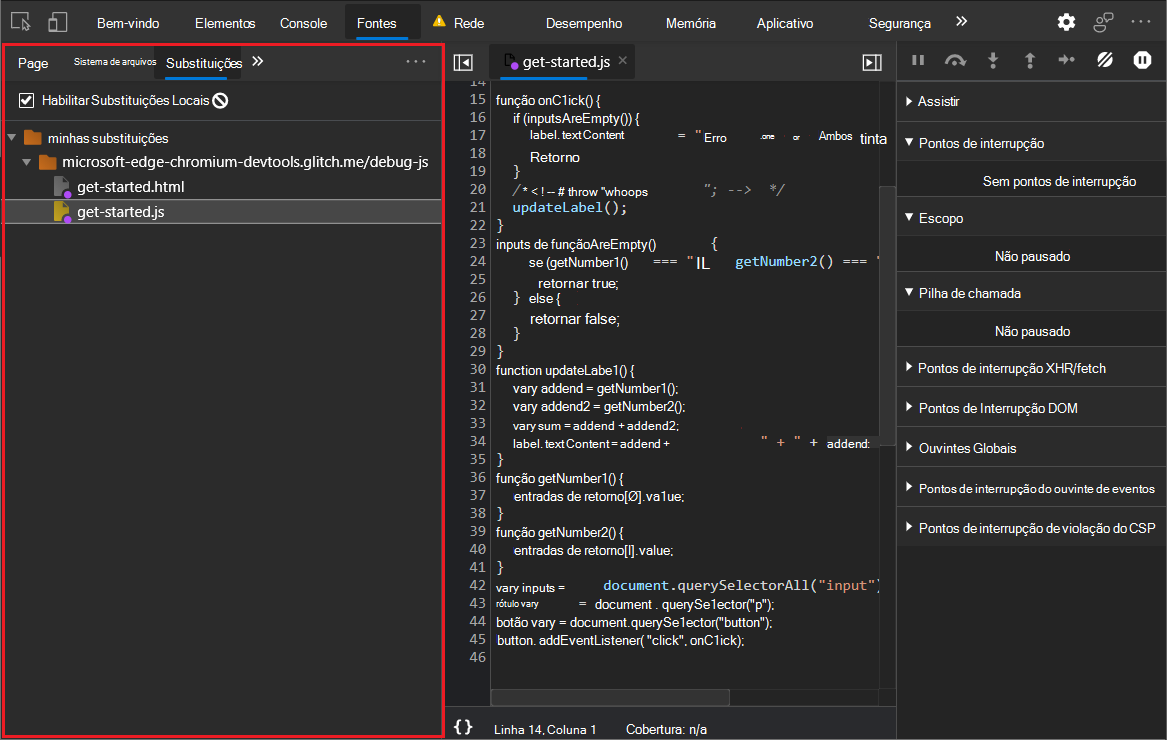 Bem-vindo Elementos Console Fontes Rede Desempenho Memória Aplicativo Segurança »
Page Sistema de arquivos Substituições » ···
Habilitar Substituições Locais
minhas substituições
microsoft-edge-chromium-devtools.glitch.me/debug-js
get-started.html
get-started.js
get-started.js ×
14
15 função onC1ick() {
16 if (inputsAreEmpty()) {
17 label. textContent = "Erro .one or Ambos tinta
18 Retorno
19 }
20 /* <!-- # throw "whoops "; --> */
21 updateLabel();
22 }
23 inputs de funçãoAreEmpty() {
24 se (getNumber1() === "IL getNumber2() === "
25 retornar true;
26 } else {
27 retornar false;
28 }
29 }
30 function updateLabe1() {
31 vary addend = getNumber1();
32 vary addend2 = getNumber2();
33 vary sum = addend + addend2;
34 label. text Content = addend + " + " + addend:
35 }
36 função getNumber1() {
37 entradas de retorno[Ø].va1ue;
38 }
39 função getNumber2() {
40 entradas de retorno[I].value;
41 }
42 vary inputs = document.querySelectorAll("input")
43 rótulo vary = document . querySe1ector("p");
44 botão vary = document.querySe1ector("button");
45 button. addEventListener( "click", onC1ick);
46
{ } Linha 14, Coluna 1 Cobertura: n/a
Assistir
Pontos de interrupção
Sem pontos de interrupção
Escopo
Não pausado
Pilha de chamada
Não pausado
Pontos de interrupção XHR/fetch
Pontos de Interrupção DOM
Ouvintes Globais
Pontos de interrupção do ouvinte de eventos
Pontos de interrupção de violação do CSP